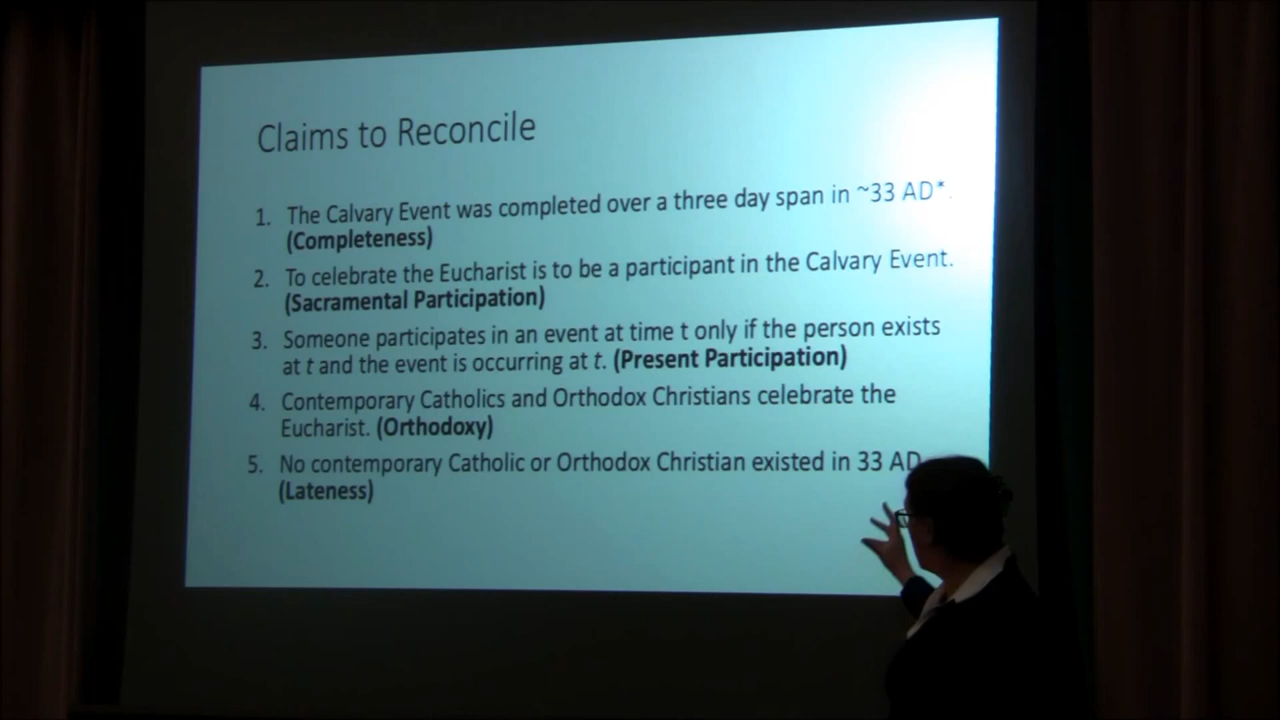 Claims to Reconcile
1. The Calvary Event was completed over a three day span in ~33 AD*.
(Completeness)
2. To celebrate the Eucharist is to be a participant in the Calvary Event.
(Sacramental Participation)
3. Someone participates in an event at time t only if the person exists
at t and the event is occurring at t. (Present Participation)
4. Contemporary Catholics and Orthodox Christians celebrate the
Eucharist. (Orthodoxy)
5. No contemporary Catholic or Orthodox Christian existed in 33 AD
(Lateness)